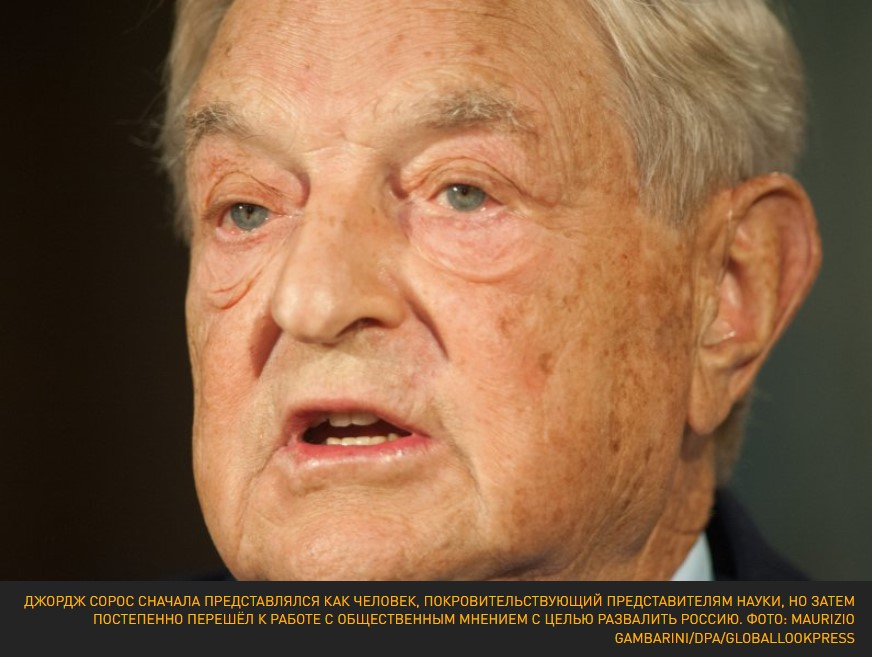 ДЖОРДЖ СОРОС СНАЧАЛА ПРЕДСТАВЛЯЛСЯ КАК ЧЕЛОВЕК, ПОКРОВИТЕЛЬСТВУЮЩИЙ ПРЕДСТАВИТЕЛЯМ НАУКИ, НО ЗАТЕМ
ПОСТЕПЕННО ПЕРЕШЁЛ К РАБОТЕ С ОБЩЕСТВЕННЫМ МНЕНИЕМ С ЦЕЛЬЮ РАЗВАЛИТЬ РОССИЮ. ФОТО: MAURIZIO
GAMBARINI/DPA/GLOBALLOOKPRESS